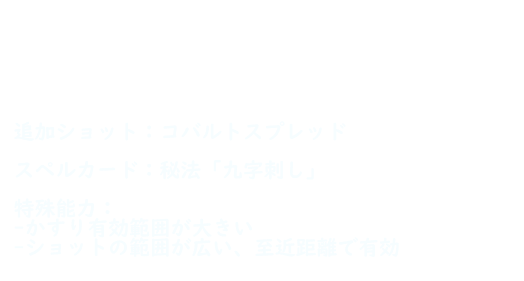 追加ショット：コバルトスプレッド
スペルカード：秘法「九字刺し」
特殊能力：
-かすり有効範囲が大きい
-ショットの範囲が広い、至近距離で有効